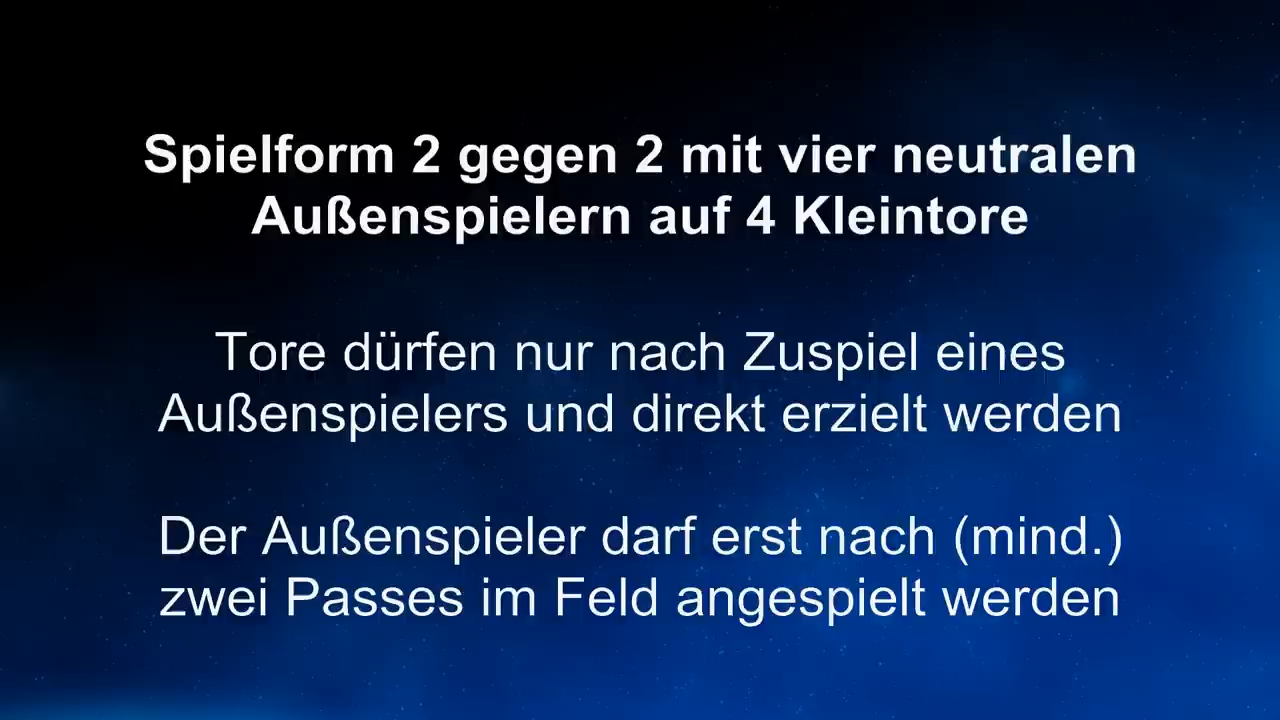 Spielform 2 gegen 2 mit vier neutralen
Außenspielern auf 4 Kleintore
Tore dürfen nur nach Zuspiel eines
Außenspielers und direkt erzielt werden
Der Außenspieler darf erst nach (mind.)
zwei Passes im Feld angespielt werden